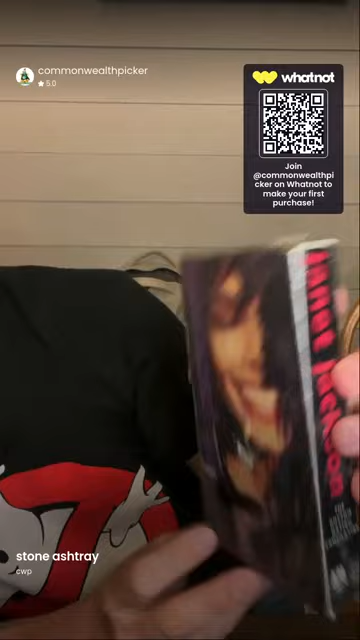 commonwealthpicker
★ 5.0
whatnot
Join
@commonwealthpi
cker on Whatnot to
make your first
purchase!
Janet Jackson
stone ashtray
cwp